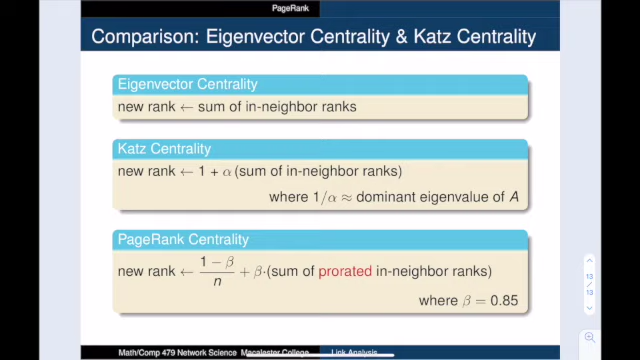 PageRank
Comparison: Eigenvector Centrality & Katz Centrality
Eigenvector Centrality
new rank ← sum of in-neighbor ranks
Katz Centrality
new rank ← 1 + α (sum of in-neighbor ranks)
where 1/α ≈ dominant eigenvalue of A
PageRank Centrality
new rank ← (1 − β)/n + β·(sum of prorated in-neighbor ranks)
where β = 0.85
13
/
13
Math/Comp 479 Network Science Macalester College Link Analysis